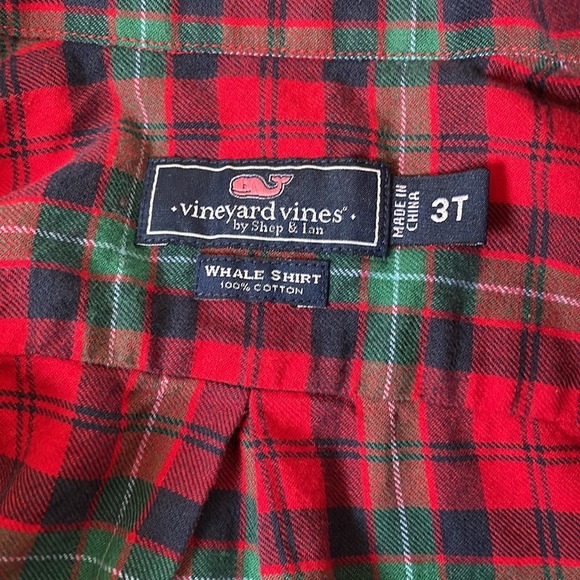 vineyard vines®
by Shep & Ian
MADE IN
CHINA
3T
WHALE SHIRT
100% COTTON